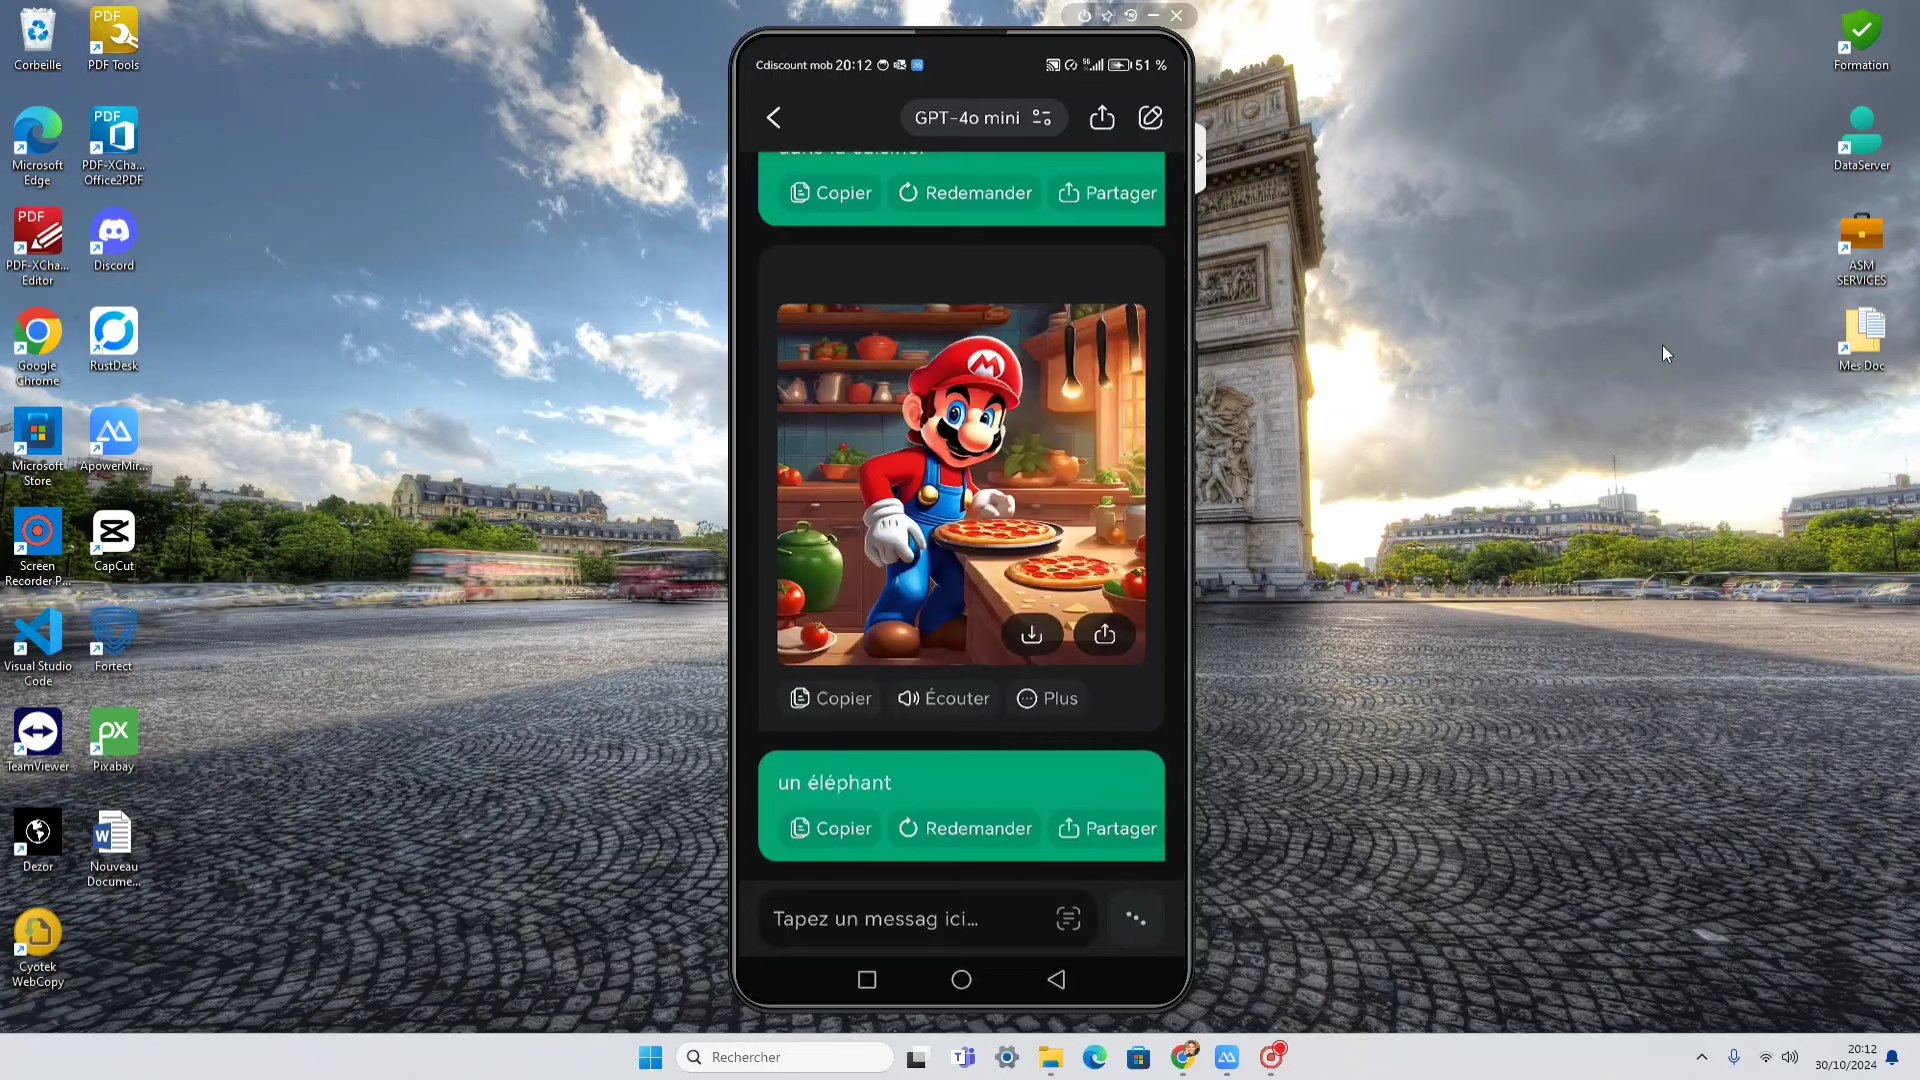 Corbeille
PDF Tools
Microsoft
Edge
PDF-XCha...
Office2PDF
PDF-XCha...
Editor
Discord
Google
Chrome
RustDesk
Microsoft
Store
ApowerMir...
Screen
Recorder P...
CapCut
Visual Studio
Code
Fortect
TeamViewer
Pixabay
Dezor
Nouveau
Docume...
Cyotek
WebCopy
Cdiscount mob 20:12
51 %
GPT-4o mini
Copier
Redemander
Partager
Copier
Écouter
Plus
un éléphant
Copier
Redemander
Partager
Tapez un messag ici...
Formation
DataServer
ASM
SERVICES
Mes Doc
Rechercher
20:12
30/10/2024